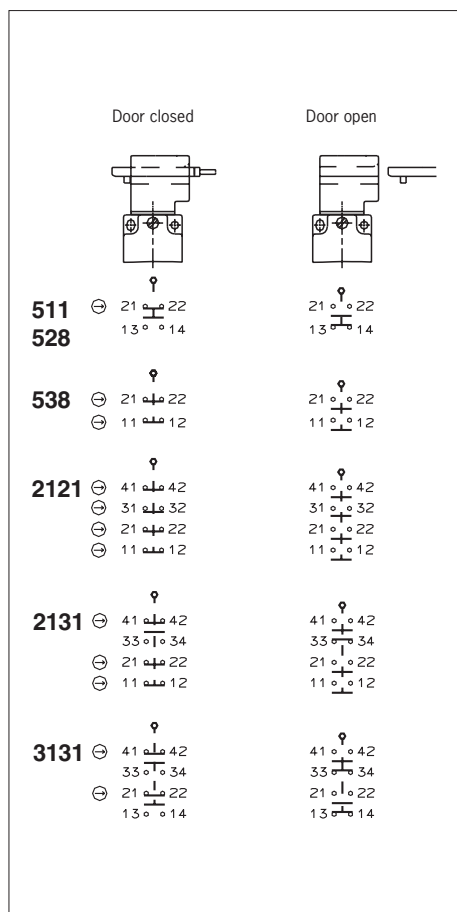 Door closed Door open
511 21 22 21 22
528 13 14 13 14
538 21 22 21 22
11 12 11 12
2121 41 42 41 42
31 32 31 32
21 22 21 22
11 12 11 12
2131 41 42 41 42
33 34 33 34
21 22 21 22
11 12 11 12
3131 41 42 41 42
33 34 33 34
21 22 21 22
13 14 13 14